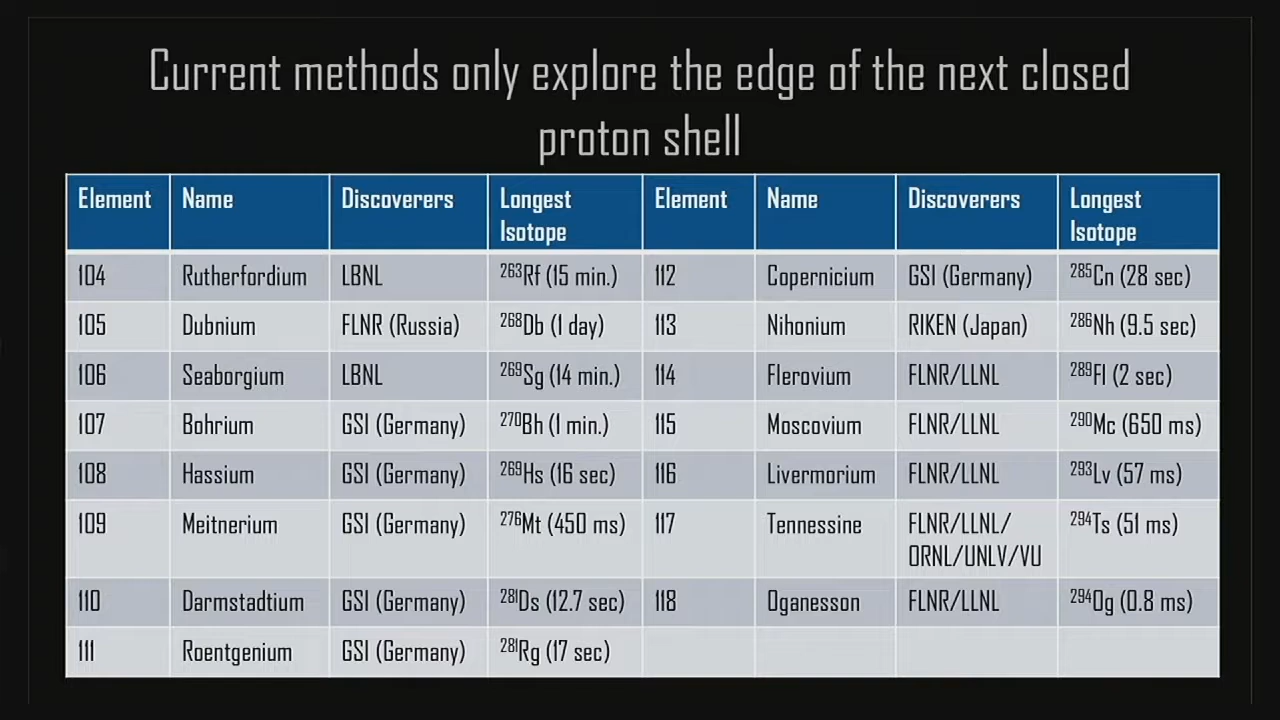 Current methods only explore the edge of the next closed
proton shell
Element Name Discoverers Longest Isotope Element Name Discoverers Longest Isotope
104 Rutherfordium LBNL ²⁶³Rf (15 min.) 112 Copernicium GSI (Germany) ²⁸⁵Cn (28 sec)
105 Dubnium FLNR (Russia) ²⁶⁸Db (1 day) 113 Nihonium RIKEN (Japan) ²⁸⁶Nh (9.5 sec)
106 Seaborgium LBNL ²⁶⁹Sg (14 min.) 114 Flerovium FLNR/LLNL ²⁸⁹Fl (2 sec)
107 Bohrium GSI (Germany) ²⁷⁰Bh (1 min.) 115 Moscovium FLNR/LLNL ²⁹⁰Mc (650 ms)
108 Hassium GSI (Germany) ²⁶⁹Hs (16 sec) 116 Livermorium FLNR/LLNL ²⁹³Lv (57 ms)
109 Meitnerium GSI (Germany) ²⁷⁶Mt (450 ms) 117 Tennessine FLNR/LLNL/ ORNL/UNLV/VU ²⁹⁴Ts (51 ms)
110 Darmstadtium GSI (Germany) ²⁸¹Ds (12.7 sec) 118 Oganesson FLNR/LLNL ²⁹⁴Og (0.8 ms)
111 Roentgenium GSI (Germany) ²⁸¹Rg (17 sec)